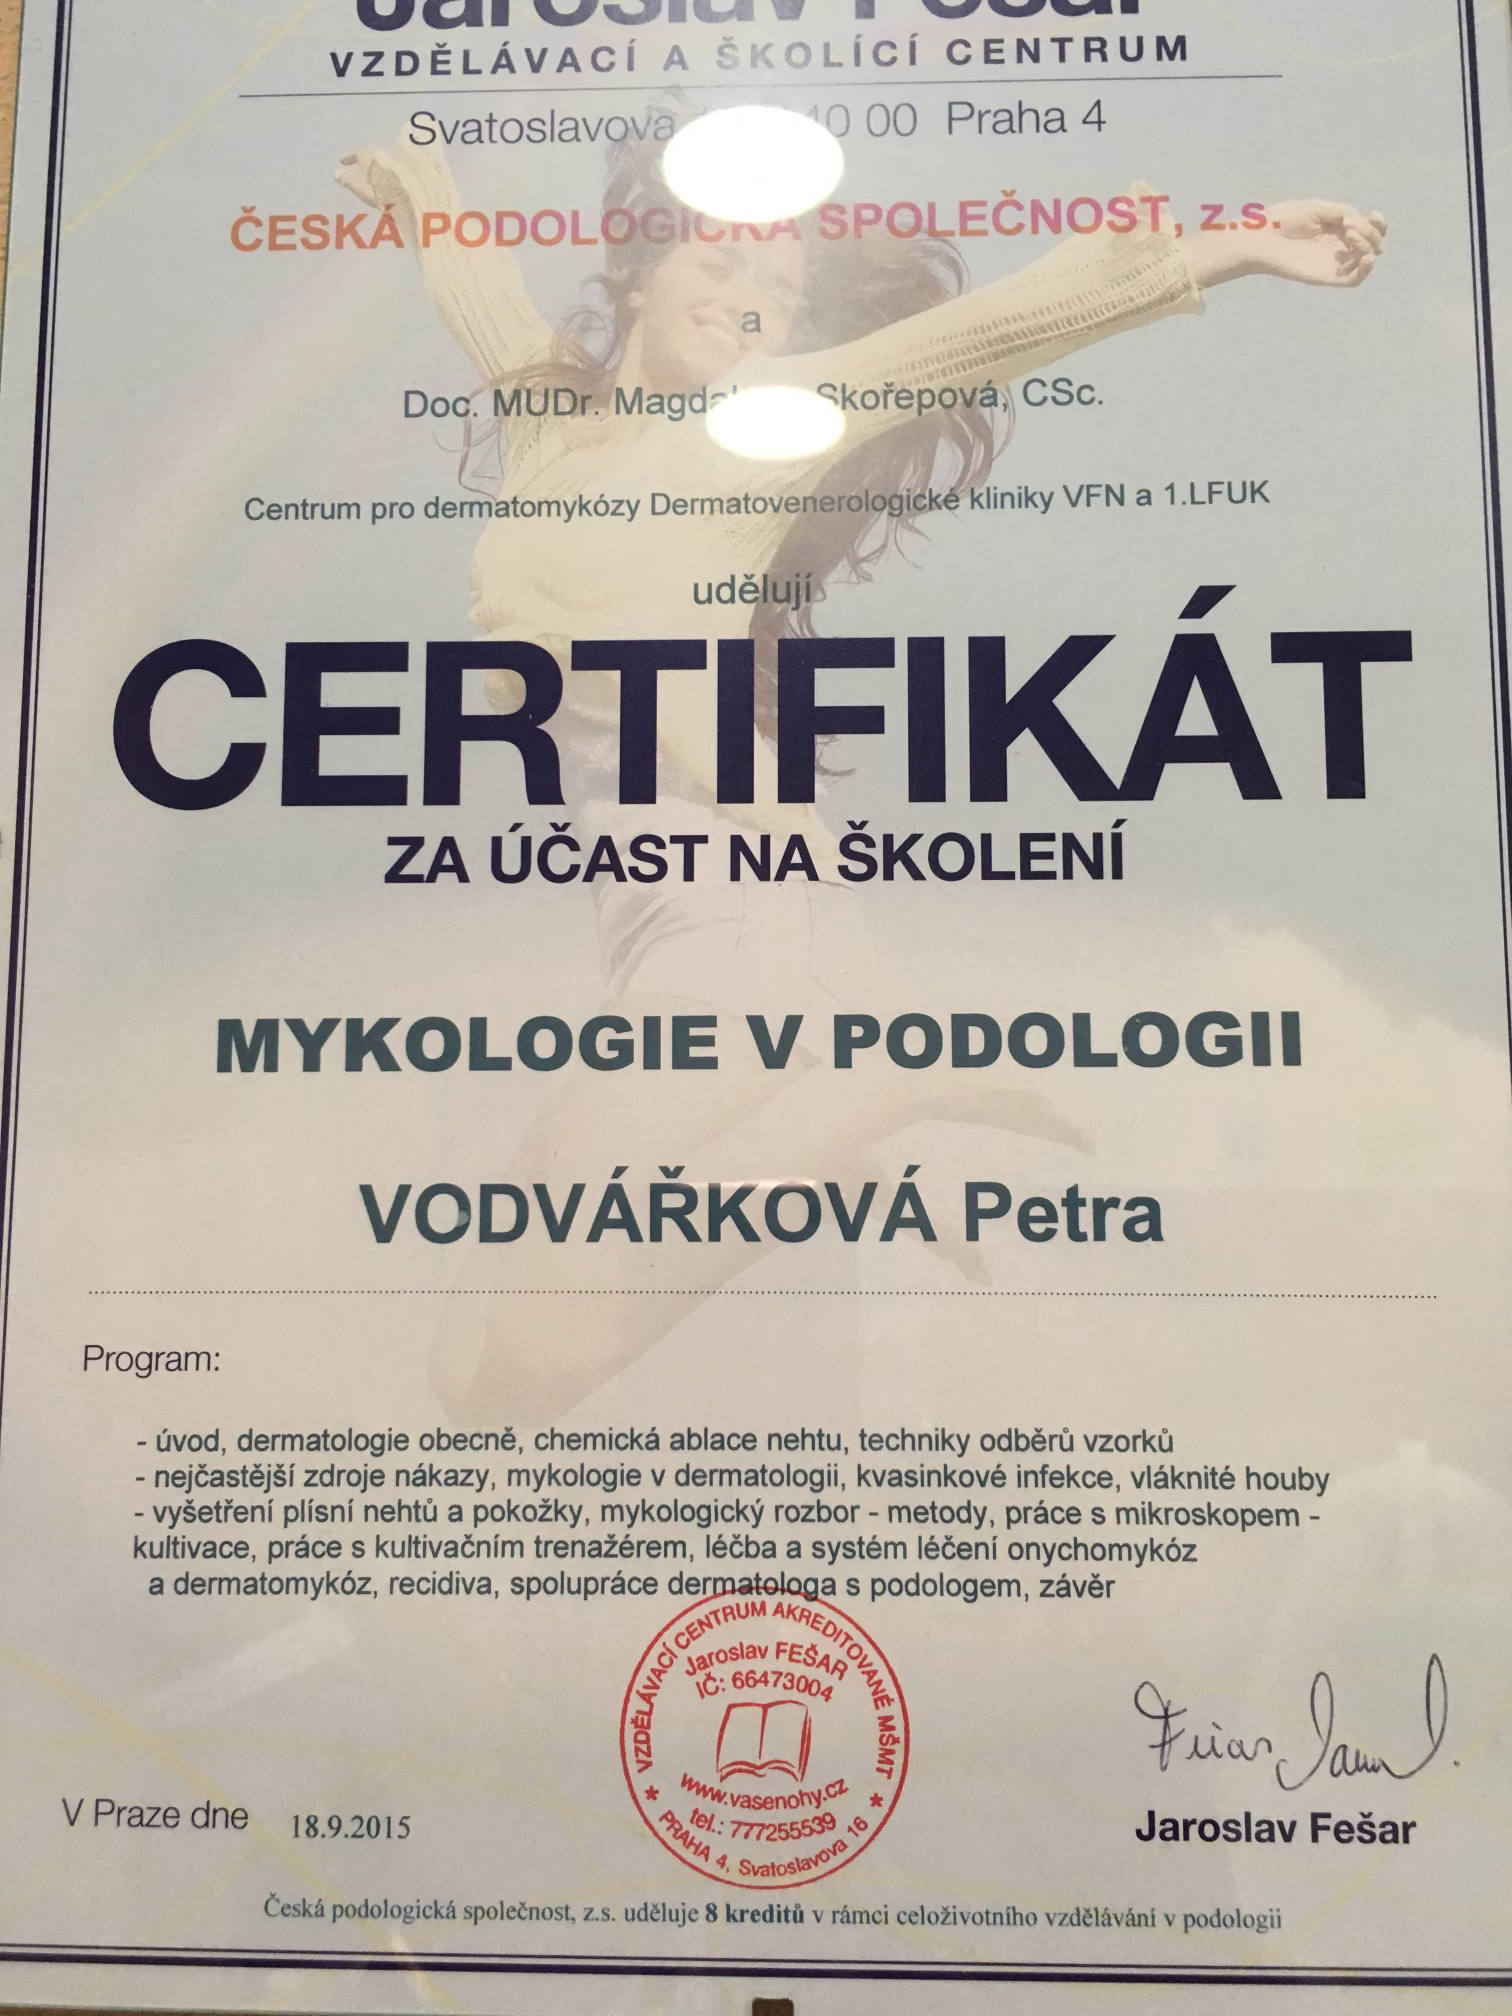 Jaroslav Fešar
VZDĚLÁVACÍ A ŠKOLÍCÍ CENTRUM
Svatoslavova 00 Praha 4
ČESKÁ PODOLOGICKÁ SPOLEČNOST, z.s.
a
Doc. MUDr. Skořepová, CSc.
Centrum pro dermatomykózy Dermatovenerologické kliniky VFN a 1.LFUK
udělují
CERTIFIKÁT
ZA ÚČAST NA ŠKOLENÍ
MYKOLOGIE V PODOLOGII
VODVÁŘKOVÁ Petra
Program:
- úvod, dermatologie obecně, chemická ablace nehtu, techniky odběrů vzorků
- nejčastější zdroje nákazy, mykologie v dermatologii, kvasinkové infekce, vláknité houby
- vyšetření plísní nehtů a pokožky, mykologický rozbor - metody, práce s mikroskopem -
kultivace, práce s kultivačním trenažérem, léčba a systém léčení onychomykóz
a dermatomykóz, recidiva, spolupráce dermatologa s podologem, závěr
VZDĚLÁVACÍ CENTRUM AKREDITOVANÉ MŠMT
Jaroslav FEŠAR
IČ: 66473004
www.vasenohy.cz
tel.: 777255539
* PRAHA 4, Svatoslavova 16 *
V Praze dne 18.9.2015
Jaroslav Fešar
Česká podologická společnost, z.s. uděluje 8 kreditů v rámci celoživotního vzdělávání v podologii